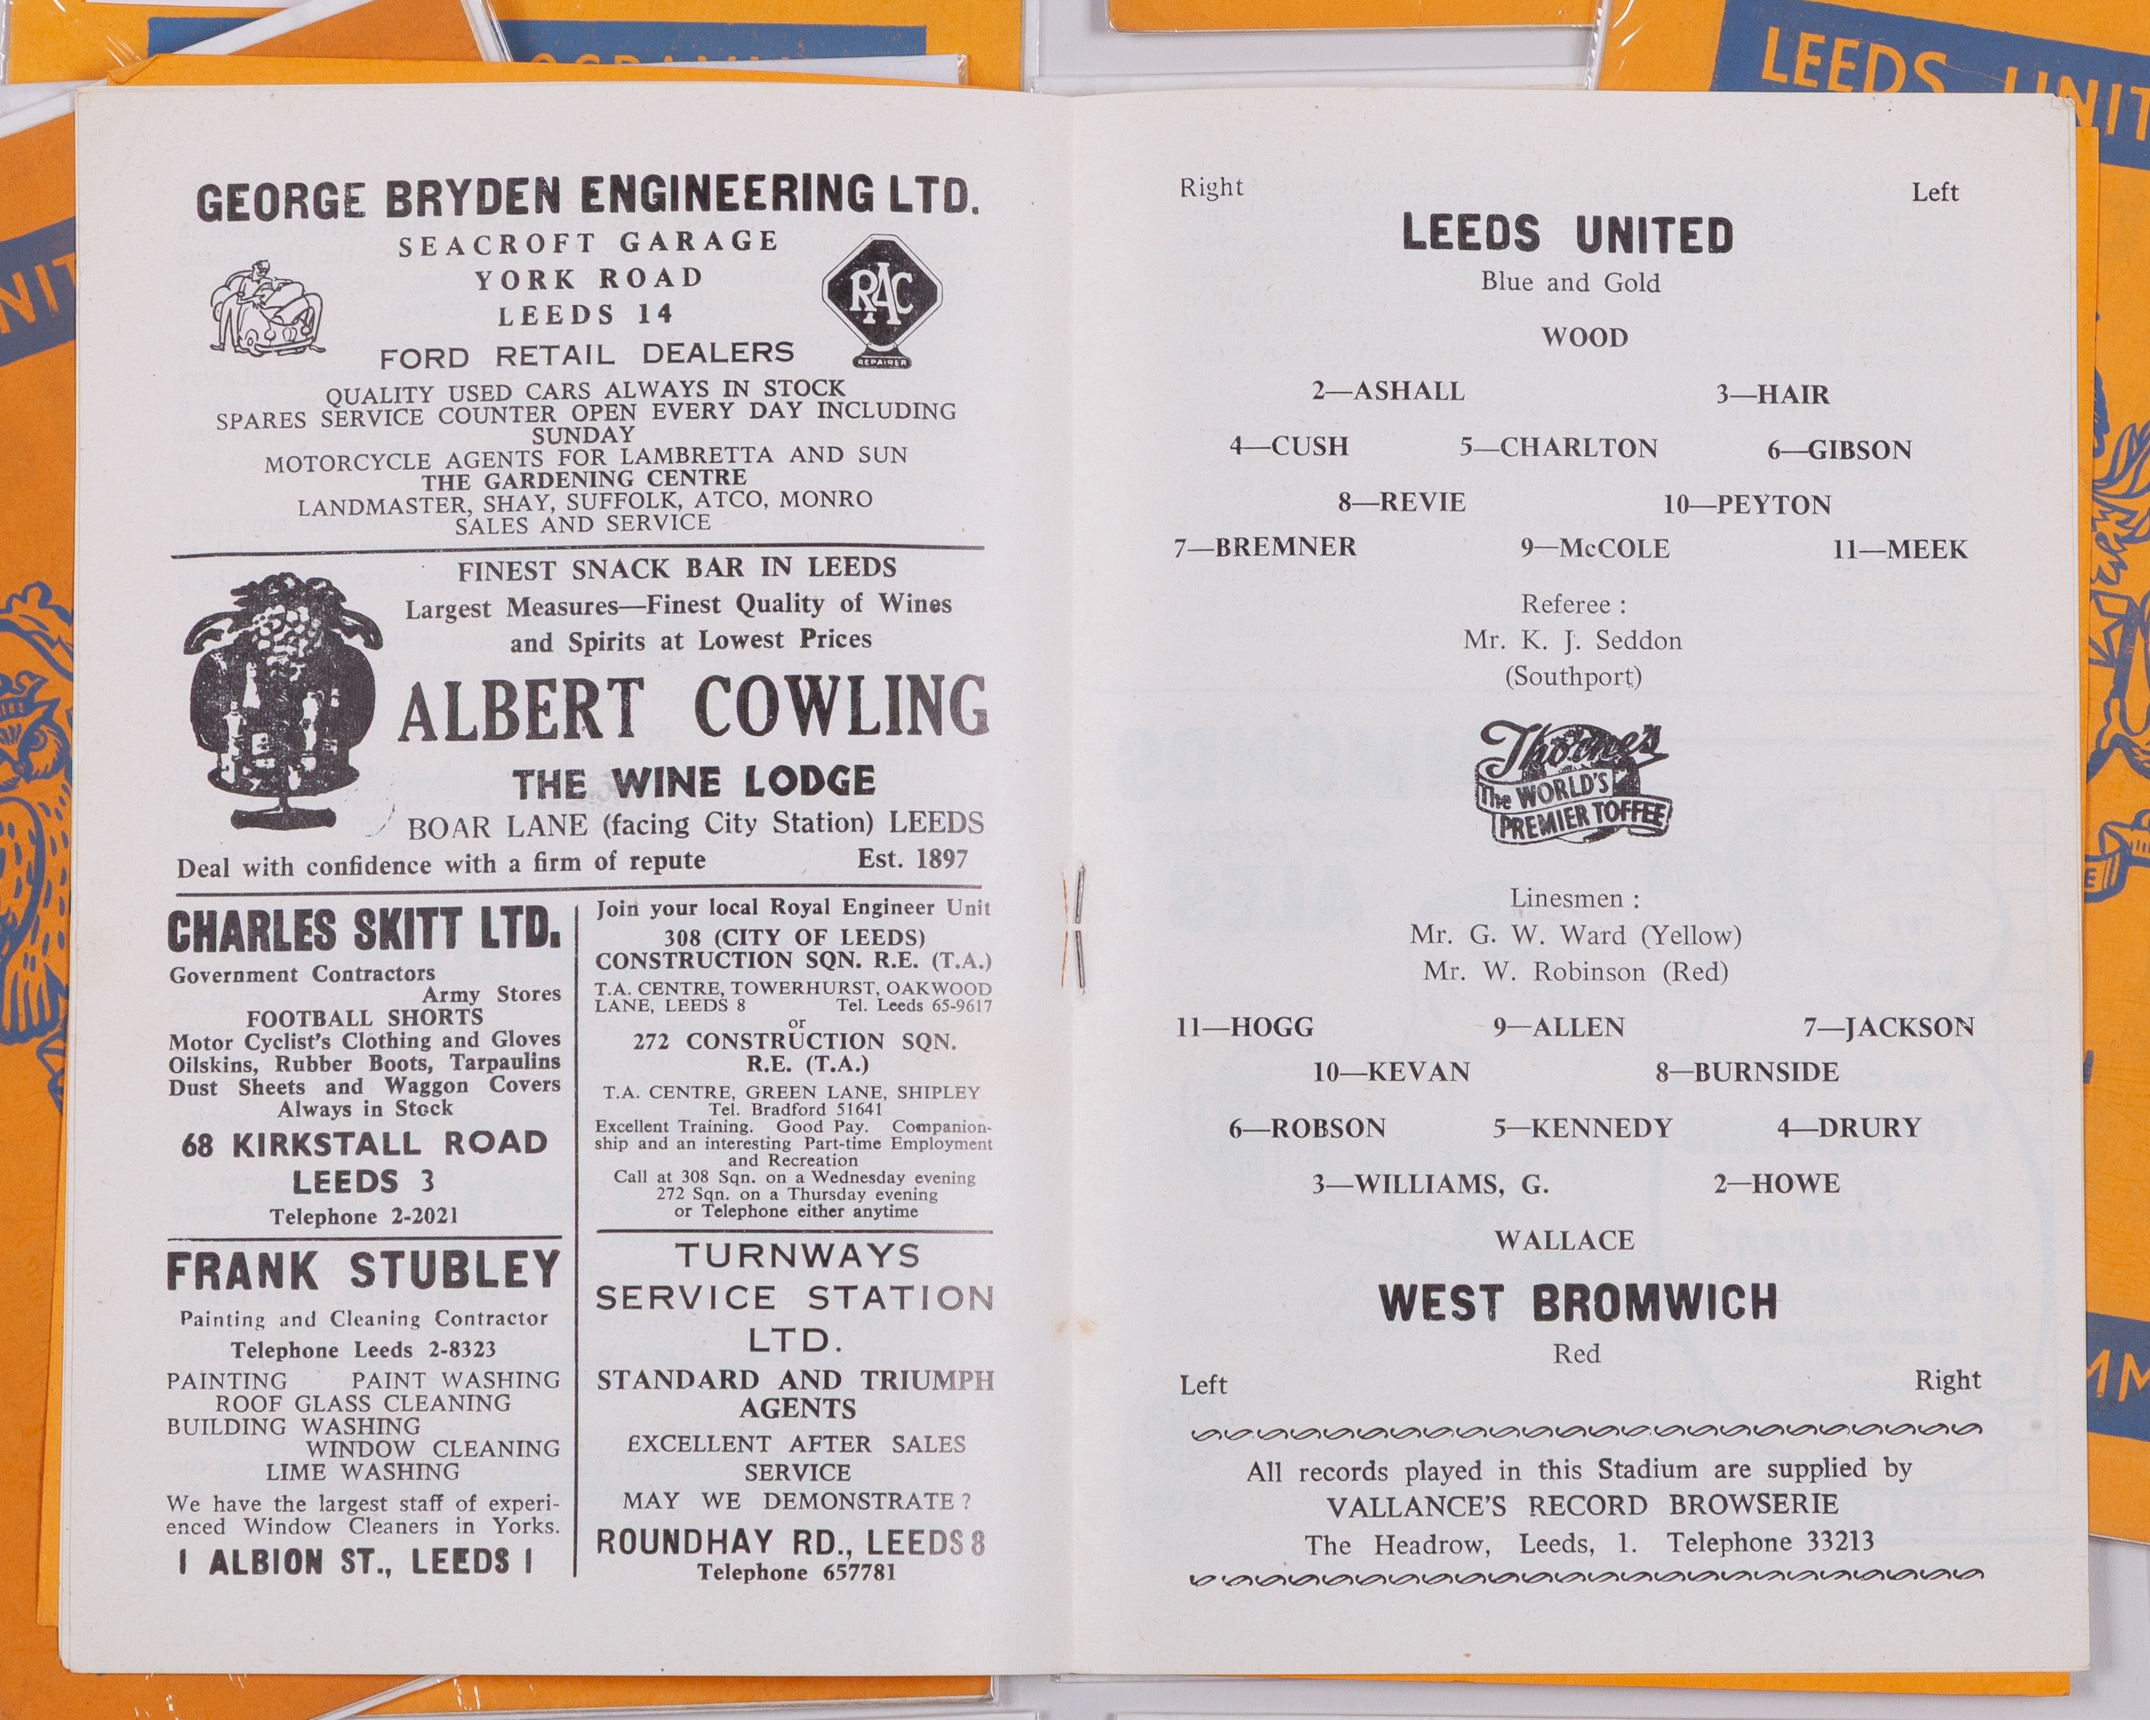 OGRAMM
LEEDS UNIT
NIT
GEORGE BRYDEN ENGINEERING LTD.
SEACROFT GARAGE
YORK ROAD
LEEDS 14
FORD RETAIL DEALERS
RAC
REPAIRER
QUALITY USED CARS ALWAYS IN STOCK
SPARES SERVICE COUNTER OPEN EVERY DAY INCLUDING
SUNDAY
MOTORCYCLE AGENTS FOR LAMBRETTA AND SUN
THE GARDENING CENTRE
LANDMASTER, SHAY, SUFFOLK, ATCO, MONRO
SALES AND SERVICE
FINEST SNACK BAR IN LEEDS
Largest Measures—Finest Quality of Wines
and Spirits at Lowest Prices
ALBERT COWLING
THE WINE LODGE
BOAR LANE (facing City Station) LEEDS
Deal with confidence with a firm of repute Est. 1897
CHARLES SKITT LTD.
Government Contractors
Army Stores
FOOTBALL SHORTS
Motor Cyclist's Clothing and Gloves
Oilskins, Rubber Boots, Tarpaulins
Dust Sheets and Waggon Covers
Always in Stock
68 KIRKSTALL ROAD
LEEDS 3
Telephone 2-2021
FRANK STUBLEY
Painting and Cleaning Contractor
Telephone Leeds 2-8323
PAINTING PAINT WASHING
ROOF GLASS CLEANING
BUILDING WASHING
WINDOW CLEANING
LIME WASHING
We have the largest staff of experi-
enced Window Cleaners in Yorks.
1 ALBION ST., LEEDS 1
Join your local Royal Engineer Unit
308 (CITY OF LEEDS)
CONSTRUCTION SQN. R.E. (T.A.)
T.A. CENTRE, TOWERHURST, OAKWOOD
LANE, LEEDS 8 Tel. Leeds 65-9617
or
272 CONSTRUCTION SQN.
R.E. (T.A.)
T.A. CENTRE, GREEN LANE, SHIPLEY
Tel. Bradford 51641
Excellent Training. Good Pay. Companion-
ship and an interesting Part-time Employment
and Recreation
Call at 308 Sqn. on a Wednesday evening
272 Sqn. on a Thursday evening
or Telephone either anytime
TURNWAYS
SERVICE STATION
LTD.
STANDARD AND TRIUMPH
AGENTS
EXCELLENT AFTER SALES
SERVICE
MAY WE DEMONSTRATE?
ROUNDHAY RD., LEEDS 8
Telephone 657781
Right Left
LEEDS UNITED
Blue and Gold
WOOD
2—ASHALL 3—HAIR
4—CUSH 5—CHARLTON 6—GIBSON
8—REVIE 10—PEYTON
7—BREMNER 9—McCOLE 11—MEEK
Referee :
Mr. K. J. Seddon
(Southport)
Thorne's
The WORLD'S
PREMIER TOFFEE
Linesmen :
Mr. G. W. Ward (Yellow)
Mr. W. Robinson (Red)
11—HOGG 9—ALLEN 7—JACKSON
10—KEVAN 8—BURNSIDE
6—ROBSON 5—KENNEDY 4—DRURY
3—WILLIAMS, G. 2—HOWE
WALLACE
WEST BROMWICH
Red
Left Right
All records played in this Stadium are supplied by
VALLANCE'S RECORD BROWSERIE
The Headrow, Leeds, 1. Telephone 33213